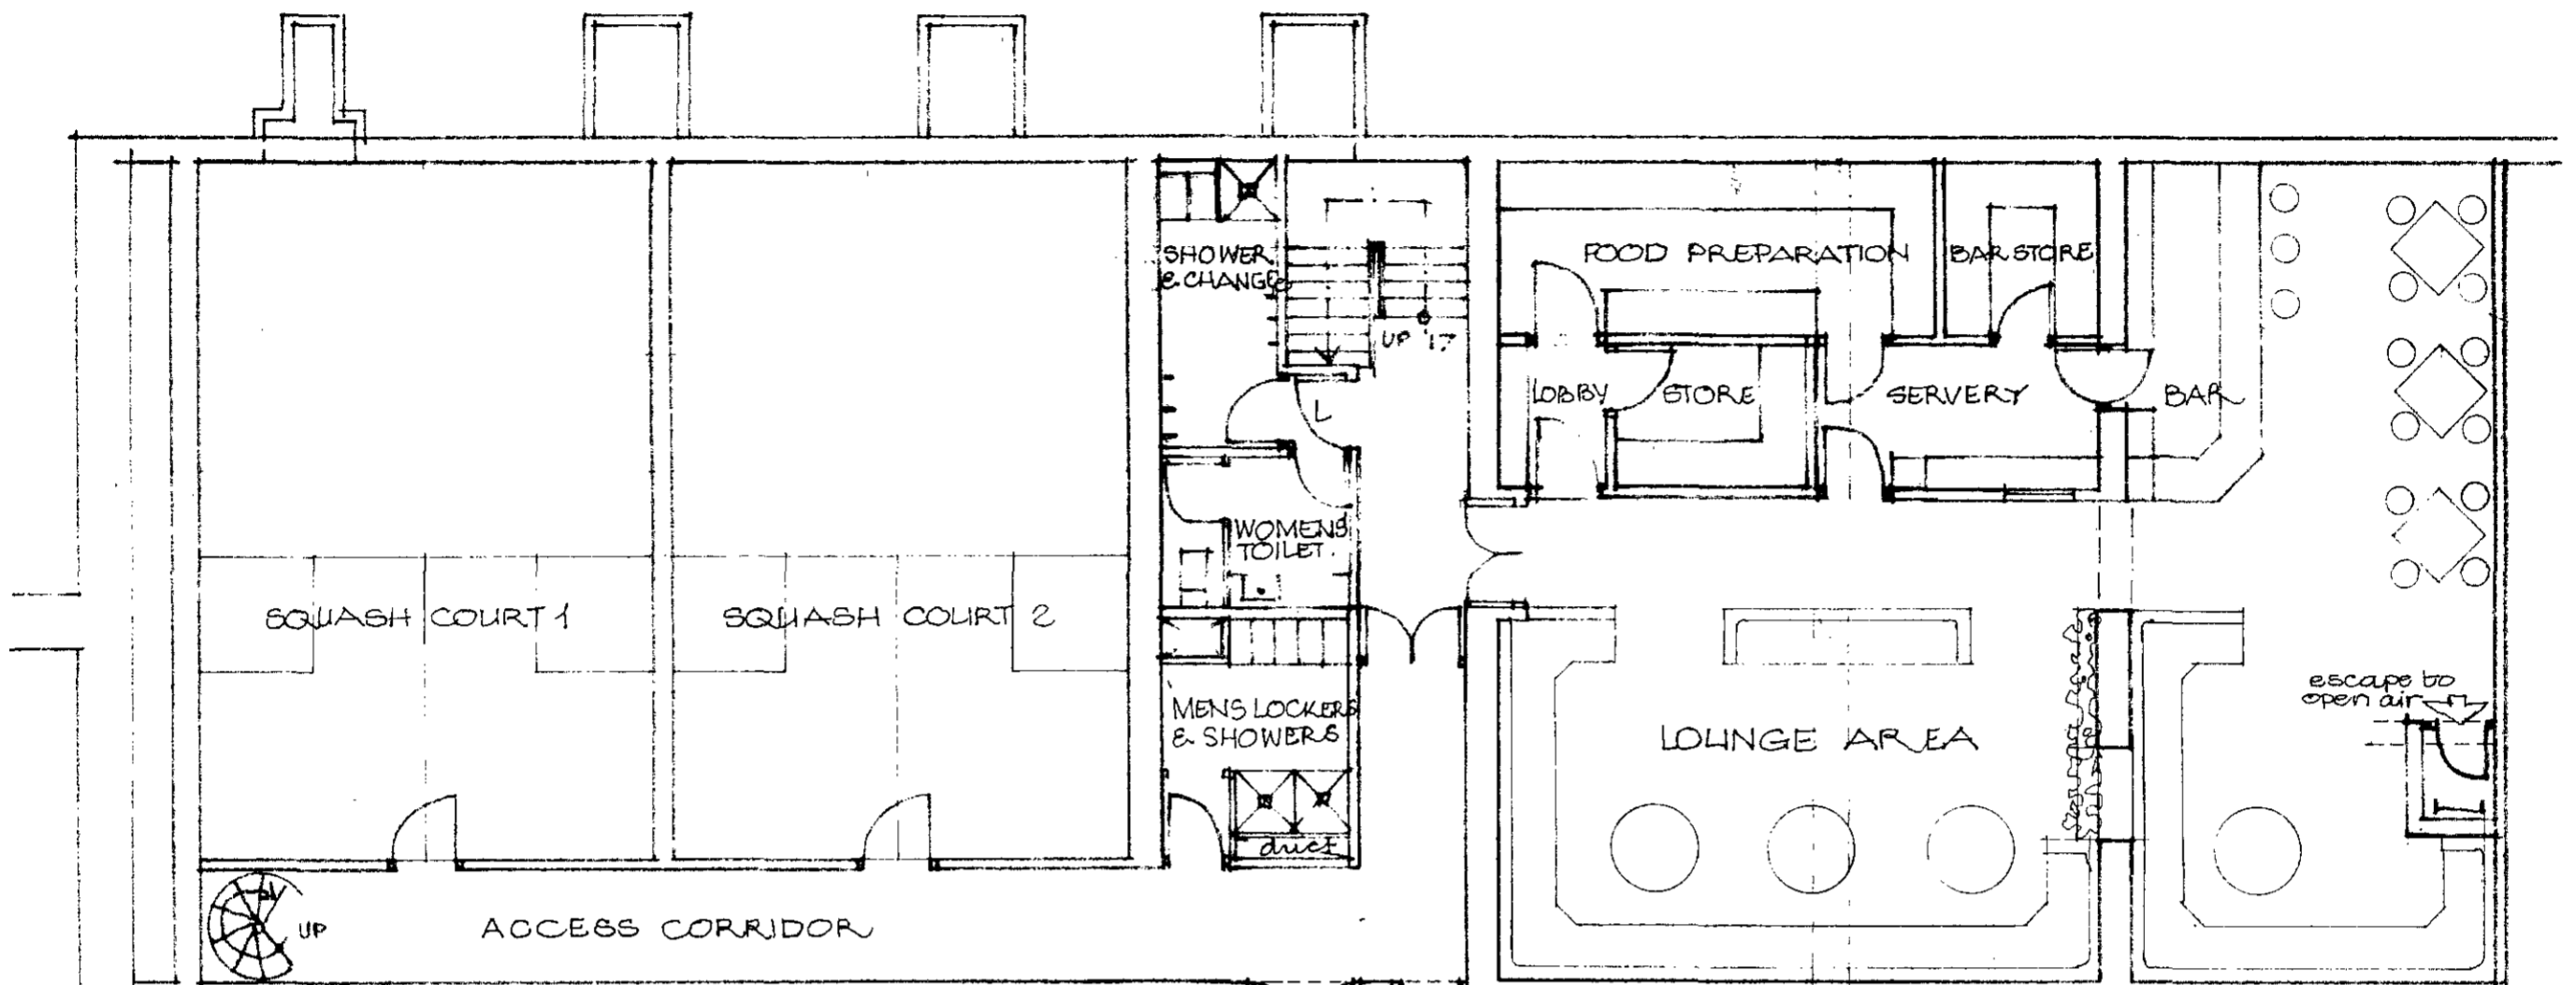 SHOWER
& CHANGE
UP 17
FOOD PREPARATION
BAR STORE
L
LOBBY
STORE
SERVERY
BAR
WOMENS
TOILET
SQUASH COURT 1
SQUASH COURT 2
MENS LOCKERS
& SHOWERS
LOUNGE AREA
escape to
open air
duct
UP
ACCESS CORRIDOR